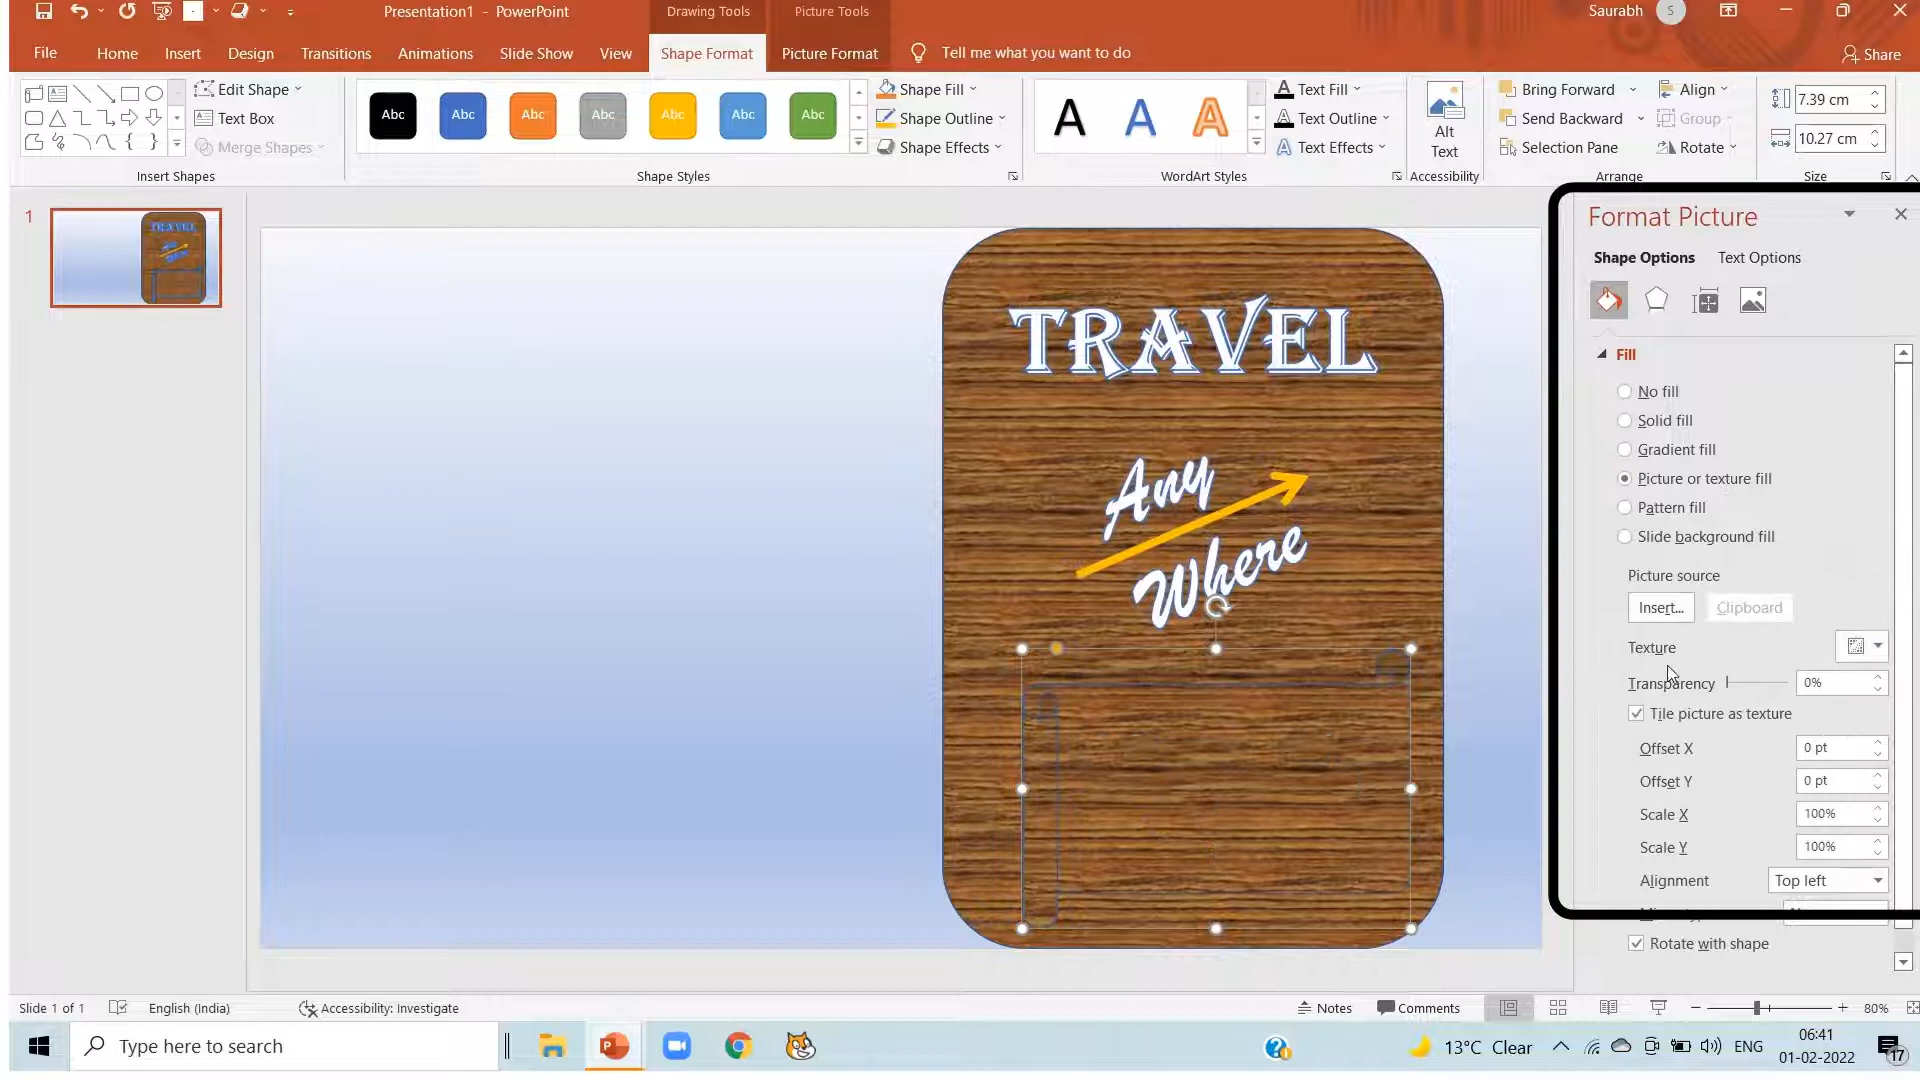 Presentation1 - PowerPoint
Drawing Tools
Picture Tools
Saurabh
S
File
Home
Insert
Design
Transitions
Animations
Slide Show
View
Shape Format
Picture Format
Tell me what you want to do
Share
Edit Shape
Text Box
Merge Shapes
Insert Shapes
Abc Abc Abc Abc Abc Abc Abc
Shape Fill
Shape Outline
Shape Effects
Shape Styles
A A A
Text Fill
Text Outline
Text Effects
WordArt Styles
Alt
Text
Accessibility
Bring Forward
Send Backward
Selection Pane
Align
Group
Rotate
Arrange
7.39 cm
10.27 cm
Size
1
TRAVEL
Any
Where
Format Picture
Shape Options
Text Options
Fill
No fill
Solid fill
Gradient fill
Picture or texture fill
Pattern fill
Slide background fill
Picture source
Insert...
Clipboard
Texture
Transparency
0%
Tile picture as texture
Offset X
0 pt
Offset Y
0 pt
Scale X
100%
Scale Y
100%
Alignment
Top left
Rotate with shape
Slide 1 of 1
English (India)
Accessibility: Investigate
Notes
Comments
80%
Type here to search
13°C Clear
ENG
06:41
01-02-2022
17